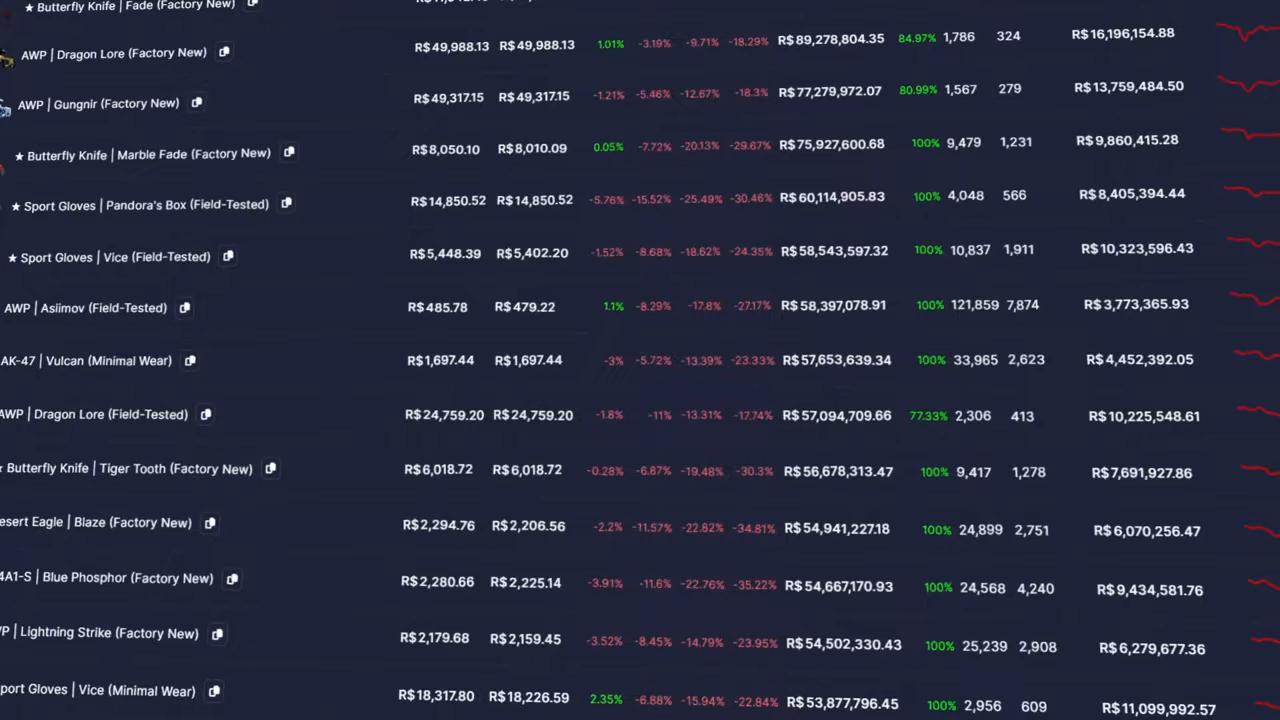 ★ Butterfly Knife | Fade (Factory New)
AWP | Dragon Lore (Factory New) R$49,988.13 R$49,988.13 1.01% -3.19% -9.71% -18.29% R$89,278,804.35 84.97% 1,786 324 R$16,196,154.88
AWP | Gungnir (Factory New) R$49,317.15 R$49,317.15 -1.21% -5.46% -12.67% -18.3% R$77,279,972.07 80.99% 1,567 279 R$13,759,484.50
★ Butterfly Knife | Marble Fade (Factory New) R$8,050.10 R$8,010.09 0.05% -7.72% -20.13% -29.67% R$75,927,600.68 100% 9,479 1,231 R$9,860,415.28
★ Sport Gloves | Pandora's Box (Field-Tested) R$14,850.52 R$14,850.52 -5.76% -15.52% -25.49% -30.46% R$60,114,905.83 100% 4,048 566 R$8,405,394.44
★ Sport Gloves | Vice (Field-Tested) R$5,448.39 R$5,402.20 -1.52% -8.68% -18.62% -24.35% R$58,543,597.32 100% 10,837 1,911 R$10,323,596.43
AWP | Asiimov (Field-Tested) R$485.78 R$479.22 1.1% -8.29% -17.8% -27.17% R$58,397,078.91 100% 121,859 7,874 R$3,773,365.93
AK-47 | Vulcan (Minimal Wear) R$1,697.44 R$1,697.44 -3% -5.72% -13.39% -23.33% R$57,653,639.34 100% 33,965 2,623 R$4,452,392.05
AWP | Dragon Lore (Field-Tested) R$24,759.20 R$24,759.20 -1.8% -11% -13.31% -17.74% R$57,094,709.66 77.33% 2,306 413 R$10,225,548.61
Butterfly Knife | Tiger Tooth (Factory New) R$6,018.72 R$6,018.72 -0.28% -6.87% -19.48% -30.3% R$56,678,313.47 100% 9,417 1,278 R$7,691,927.86
esert Eagle | Blaze (Factory New) R$2,294.76 R$2,206.56 -2.2% -11.57% -22.82% -34.81% R$54,941,227.18 100% 24,899 2,751 R$6,070,256.47
4A1-S | Blue Phosphor (Factory New) R$2,280.66 R$2,225.14 -3.91% -11.6% -22.76% -35.22% R$54,667,170.93 100% 24,568 4,240 R$9,434,581.76
P | Lightning Strike (Factory New) R$2,179.68 R$2,159.45 -3.52% -8.45% -14.79% -23.95% R$54,502,330.43 100% 25,239 2,908 R$6,279,677.36
port Gloves | Vice (Minimal Wear) R$18,317.80 R$18,226.59 2.35% -6.88% -15.94% -22.84% R$53,877,796.45 100% 2,956 609 R$11,099,992.57